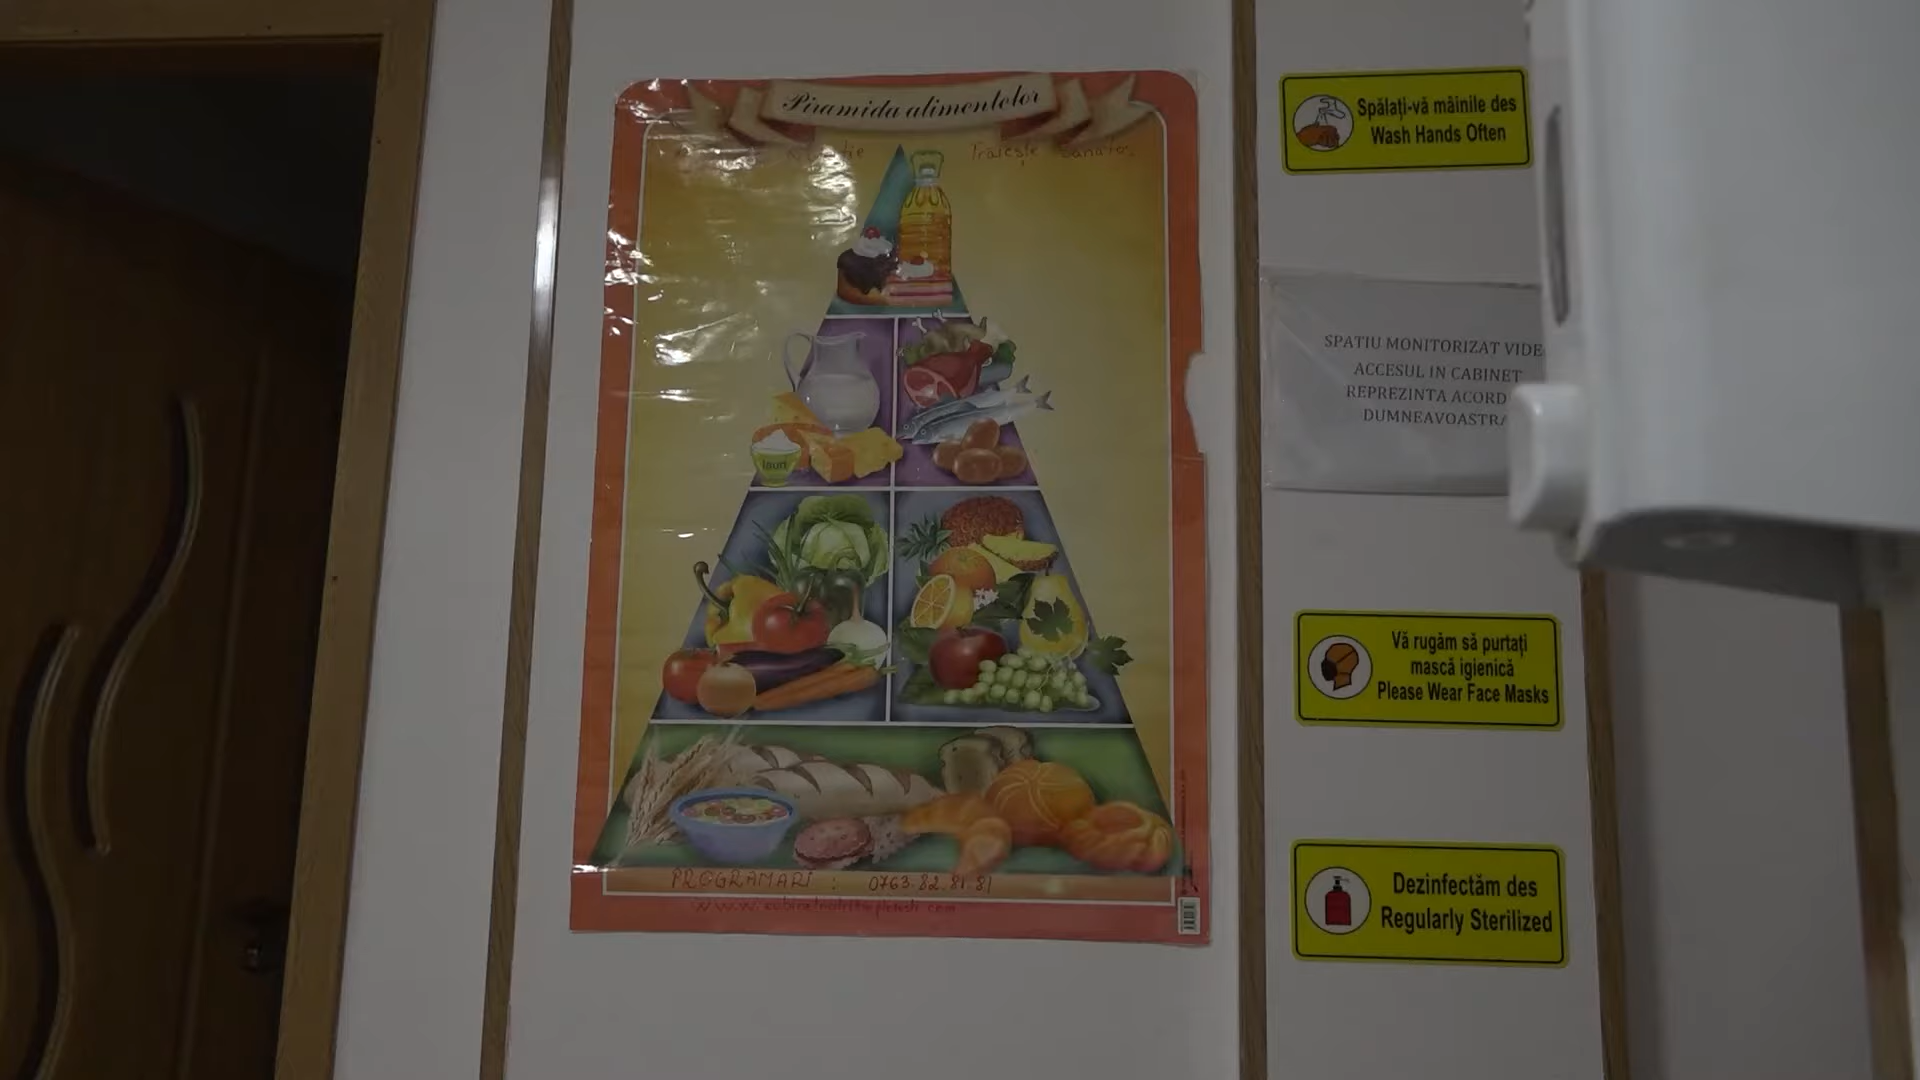 Piramida alimentelor
Trăiește sanatos
iaurt
PROGRAMARI : 0763.82.81.81
Spălați-vă mâinile des
Wash Hands Often
SPATIU MONITORIZAT VIDE
ACCESUL IN CABINET
REPREZINTA ACORD
DUMNEAVOASTRA
Vă rugăm să purtați
mască igienică
Please Wear Face Masks
Dezinfectăm des
Regularly Sterilized